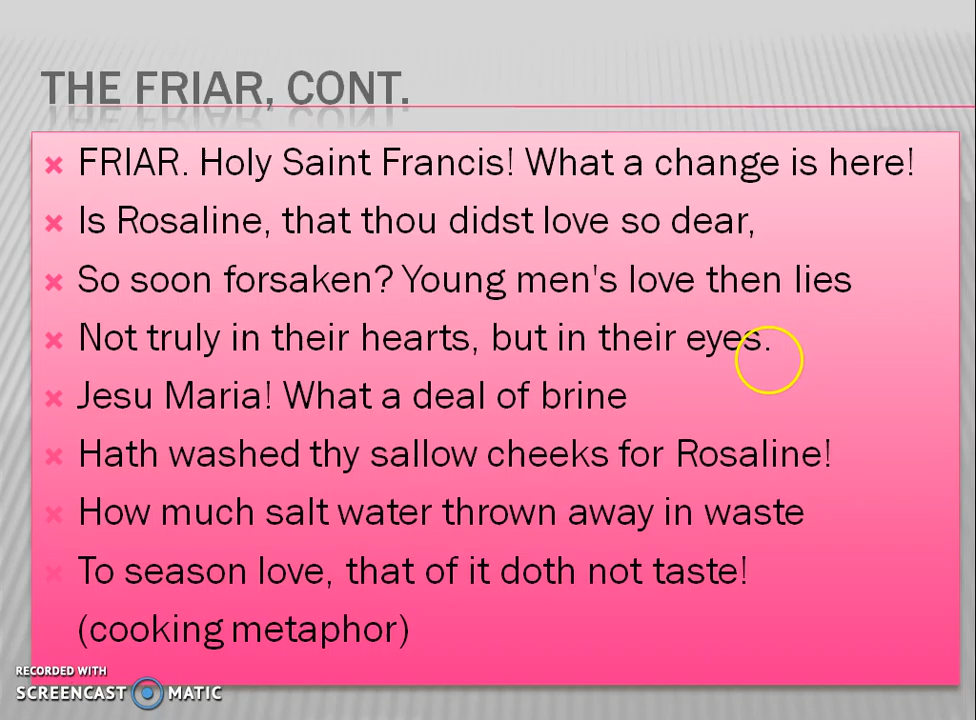 THE FRIAR, CONT.
FRIAR. Holy Saint Francis! What a change is here!
Is Rosaline, that thou didst love so dear,
So soon forsaken? Young men's love then lies
Not truly in their hearts, but in their eyes.
Jesu Maria! What a deal of brine
Hath washed thy sallow cheeks for Rosaline!
How much salt water thrown away in waste
To season love, that of it doth not taste!
(cooking metaphor)
RECORDED WITH
SCREENCAST MATIC